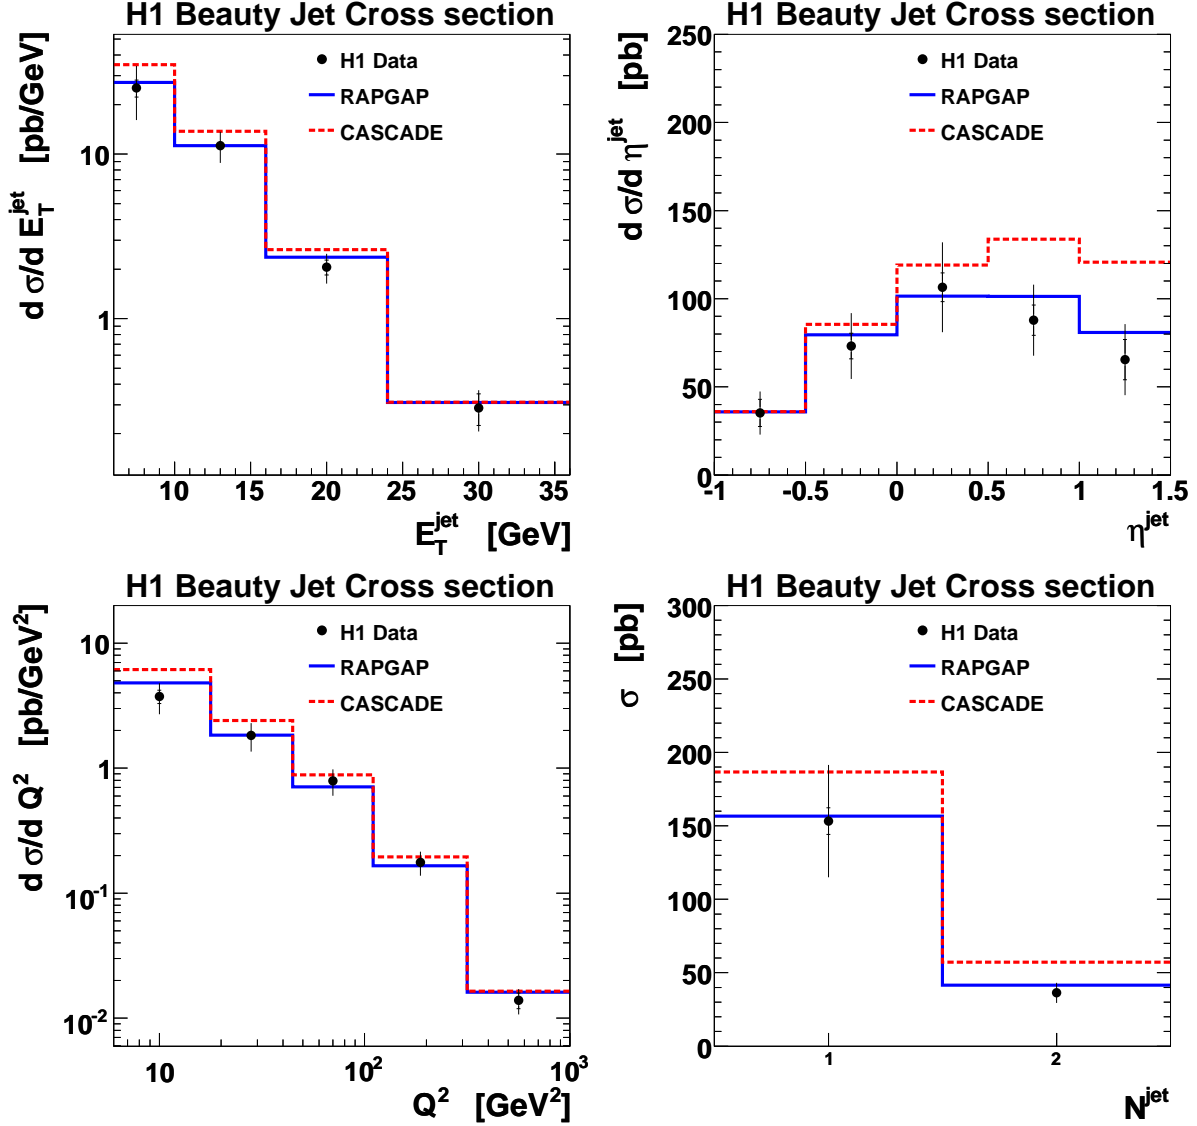 H1 Beauty Jet Cross section
d σ/d E_T^jet [pb/GeV]
H1 Data
RAPGAP
CASCADE
10
1
10 15 20 25 30 35
E_T^jet [GeV]
H1 Beauty Jet Cross section
d σ/d η^jet [pb]
H1 Data
RAPGAP
CASCADE
250
200
150
100
50
0
-1 -0.5 0 0.5 1 1.5
η^jet
H1 Beauty Jet Cross section
d σ/d Q^2 [pb/GeV^2]
H1 Data
RAPGAP
CASCADE
10
1
10^-1
10^-2
10 10^2 10^3
Q^2 [GeV^2]
H1 Beauty Jet Cross section
σ [pb]
H1 Data
RAPGAP
CASCADE
300
250
200
150
100
50
0
1 2
N^jet